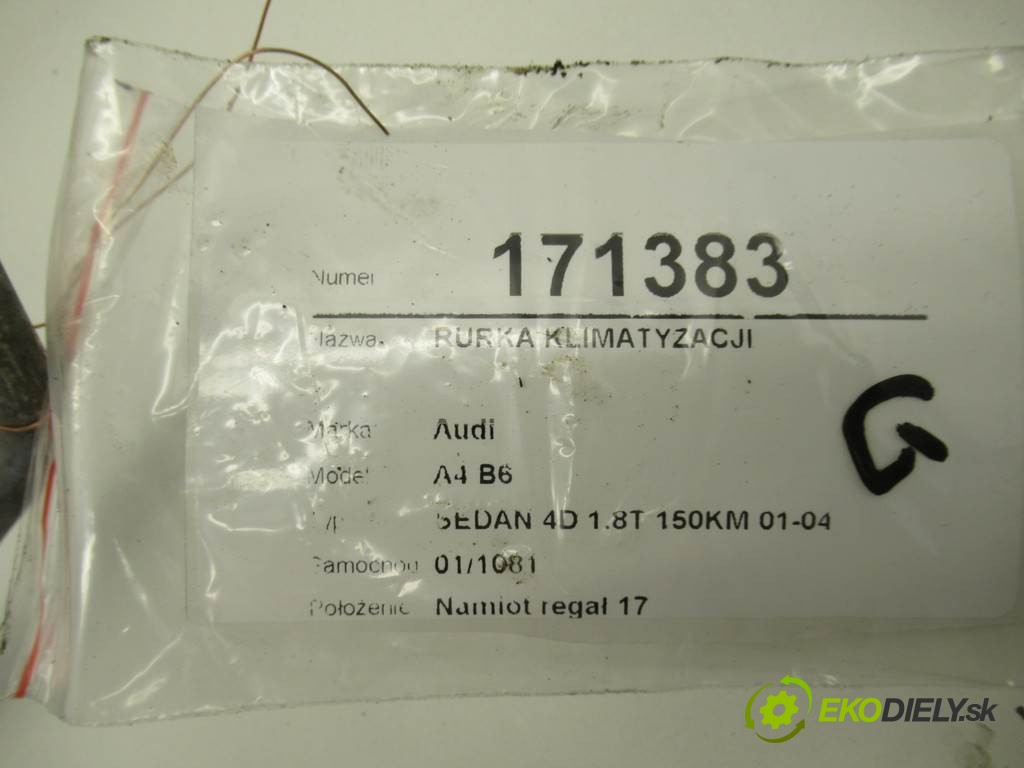 Numer 171383
Nazwa RURKA KLIMATYZACJI
Marka Audi
Model A4 B6
Typ SEDAN 4D 1.8T 150KM 01-04
Samochód 01/1081
Położenie Namiot regał 17
G
EKODIELY.sk